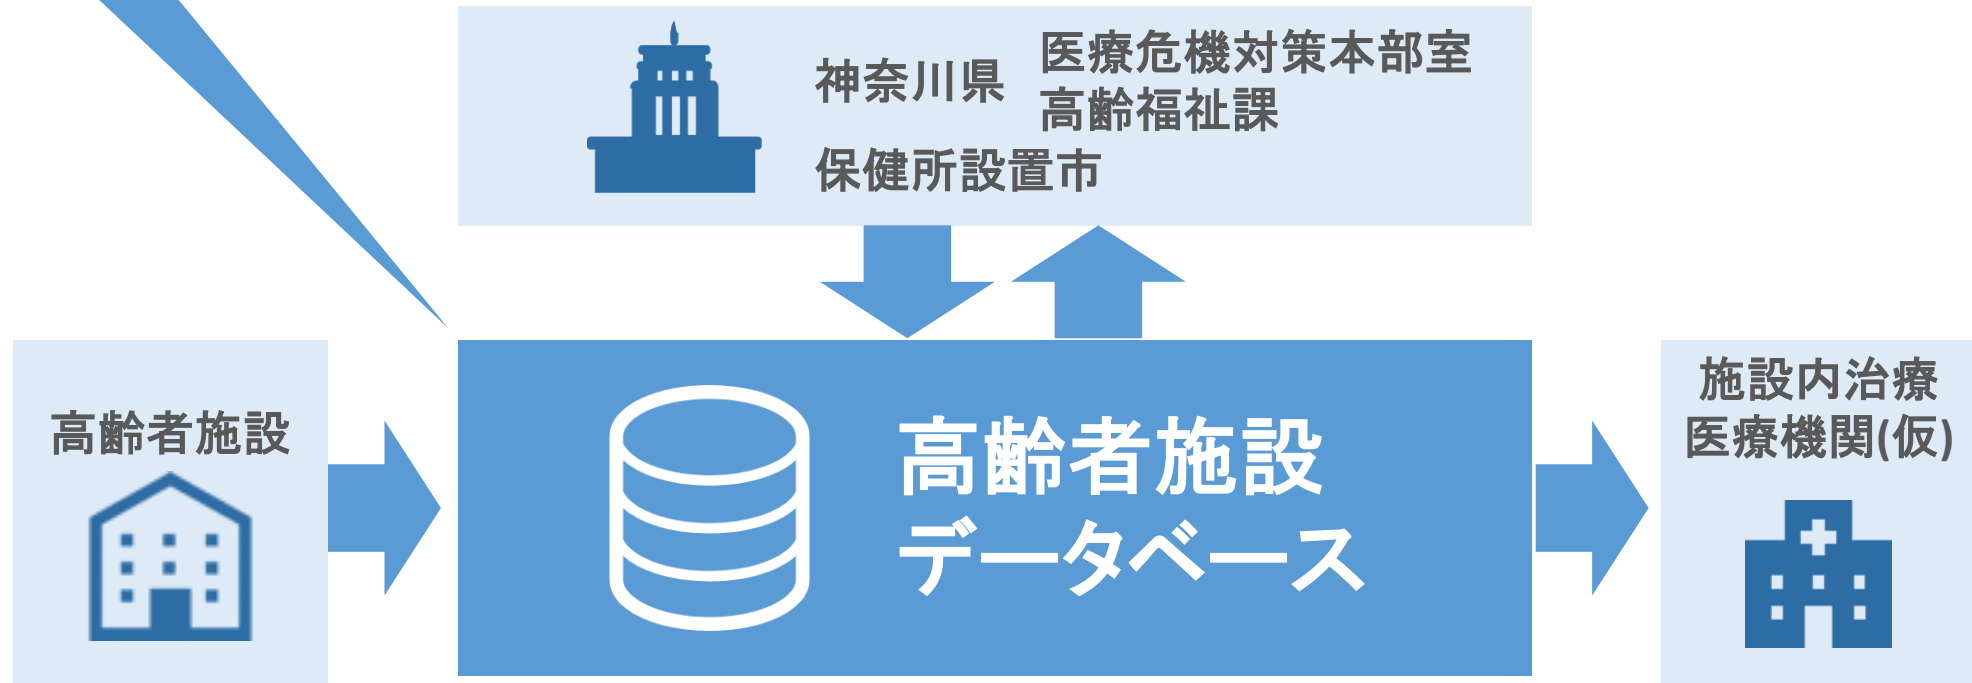 神奈川県
医療危機対策本部室
高齢福祉課
保健所設置市
高齢者施設
高齢者施設
データベース
施設内治療
医療機関(仮)